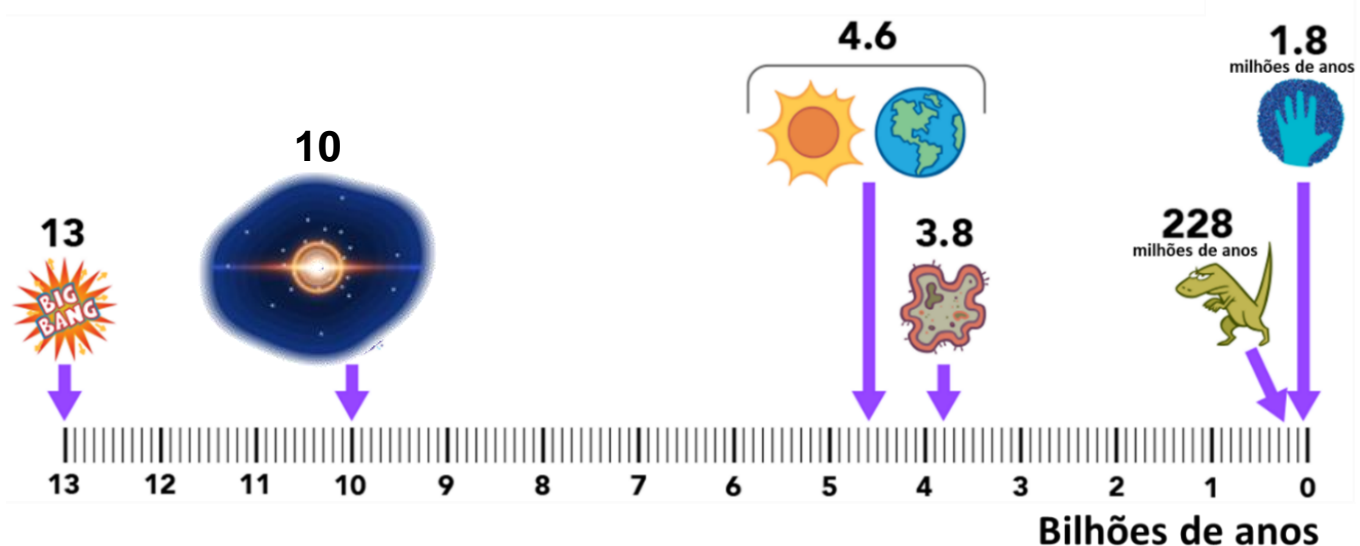 4.6
1.8
milhões de anos
10
13
228
milhões de anos
3.8
BIG
BANG
13 12 11 10 9 8 7 6 5 4 3 2 1 0
Bilhões de anos